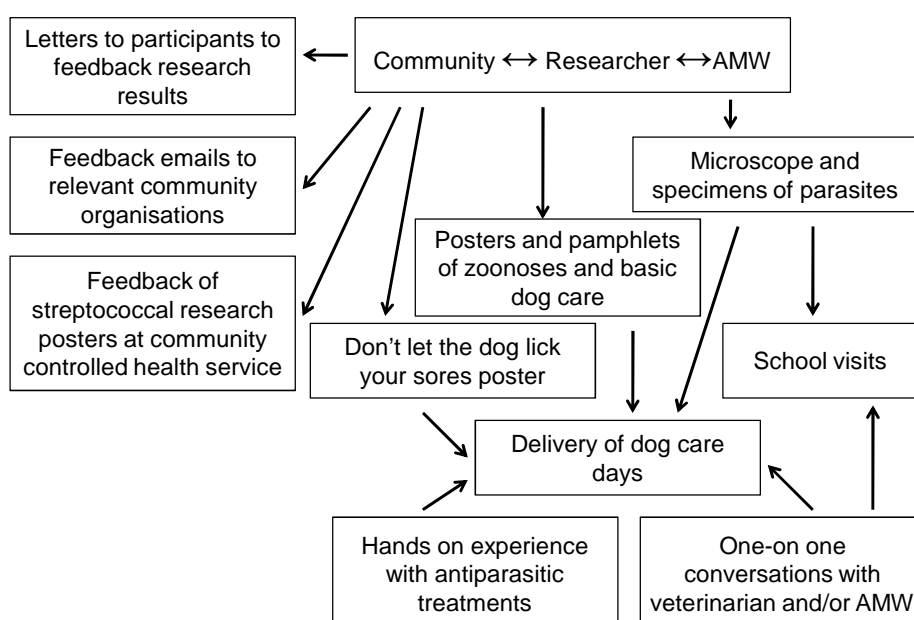 Letters to participants to
feedback research
results
Community ↔ Researcher ↔AMW
Feedback emails to
relevant community
organisations
Microscope and
specimens of parasites
Posters and pamphlets
of zoonoses and basic
dog care
Feedback of
streptococcal research
posters at community
controlled health service
Don't let the dog lick
your sores poster
School visits
Delivery of dog care
days
Hands on experience
with antiparasitic
treatments
One-on one
conversations with
veterinarian and/or AMW